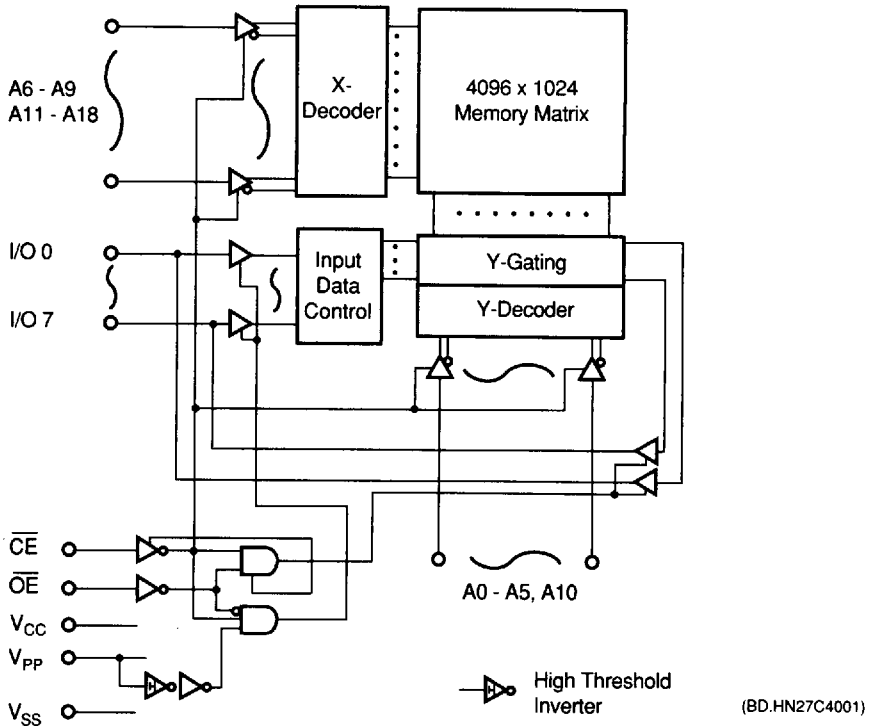 A6 - A9
A11 - A18
X-
Decoder
4096 x 1024
Memory Matrix
I/O 0
I/O 7
Input
Data
Control
Y-Gating
Y-Decoder
CE
OE
VCC
VPP
VSS
A0 - A5, A10
H
High Threshold
Inverter
H
(BD.HN27C4001)